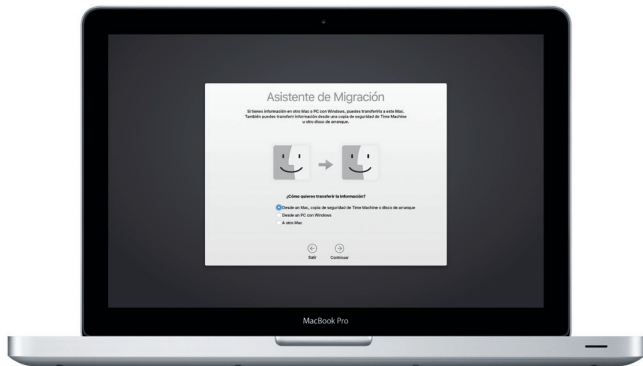 Asistente de Migración
Si tienes información en otro Mac o PC con Windows, puedes transferirla a este Mac.
También puedes transferir información desde una copia de seguridad de Time Machine
u otro disco de arranque.
¿Cómo quieres transferir la información?
Desde un Mac, copia de seguridad de Time Machine o disco de arranque
Desde un PC con Windows
A otro Mac
Salir Continuar
MacBook Pro